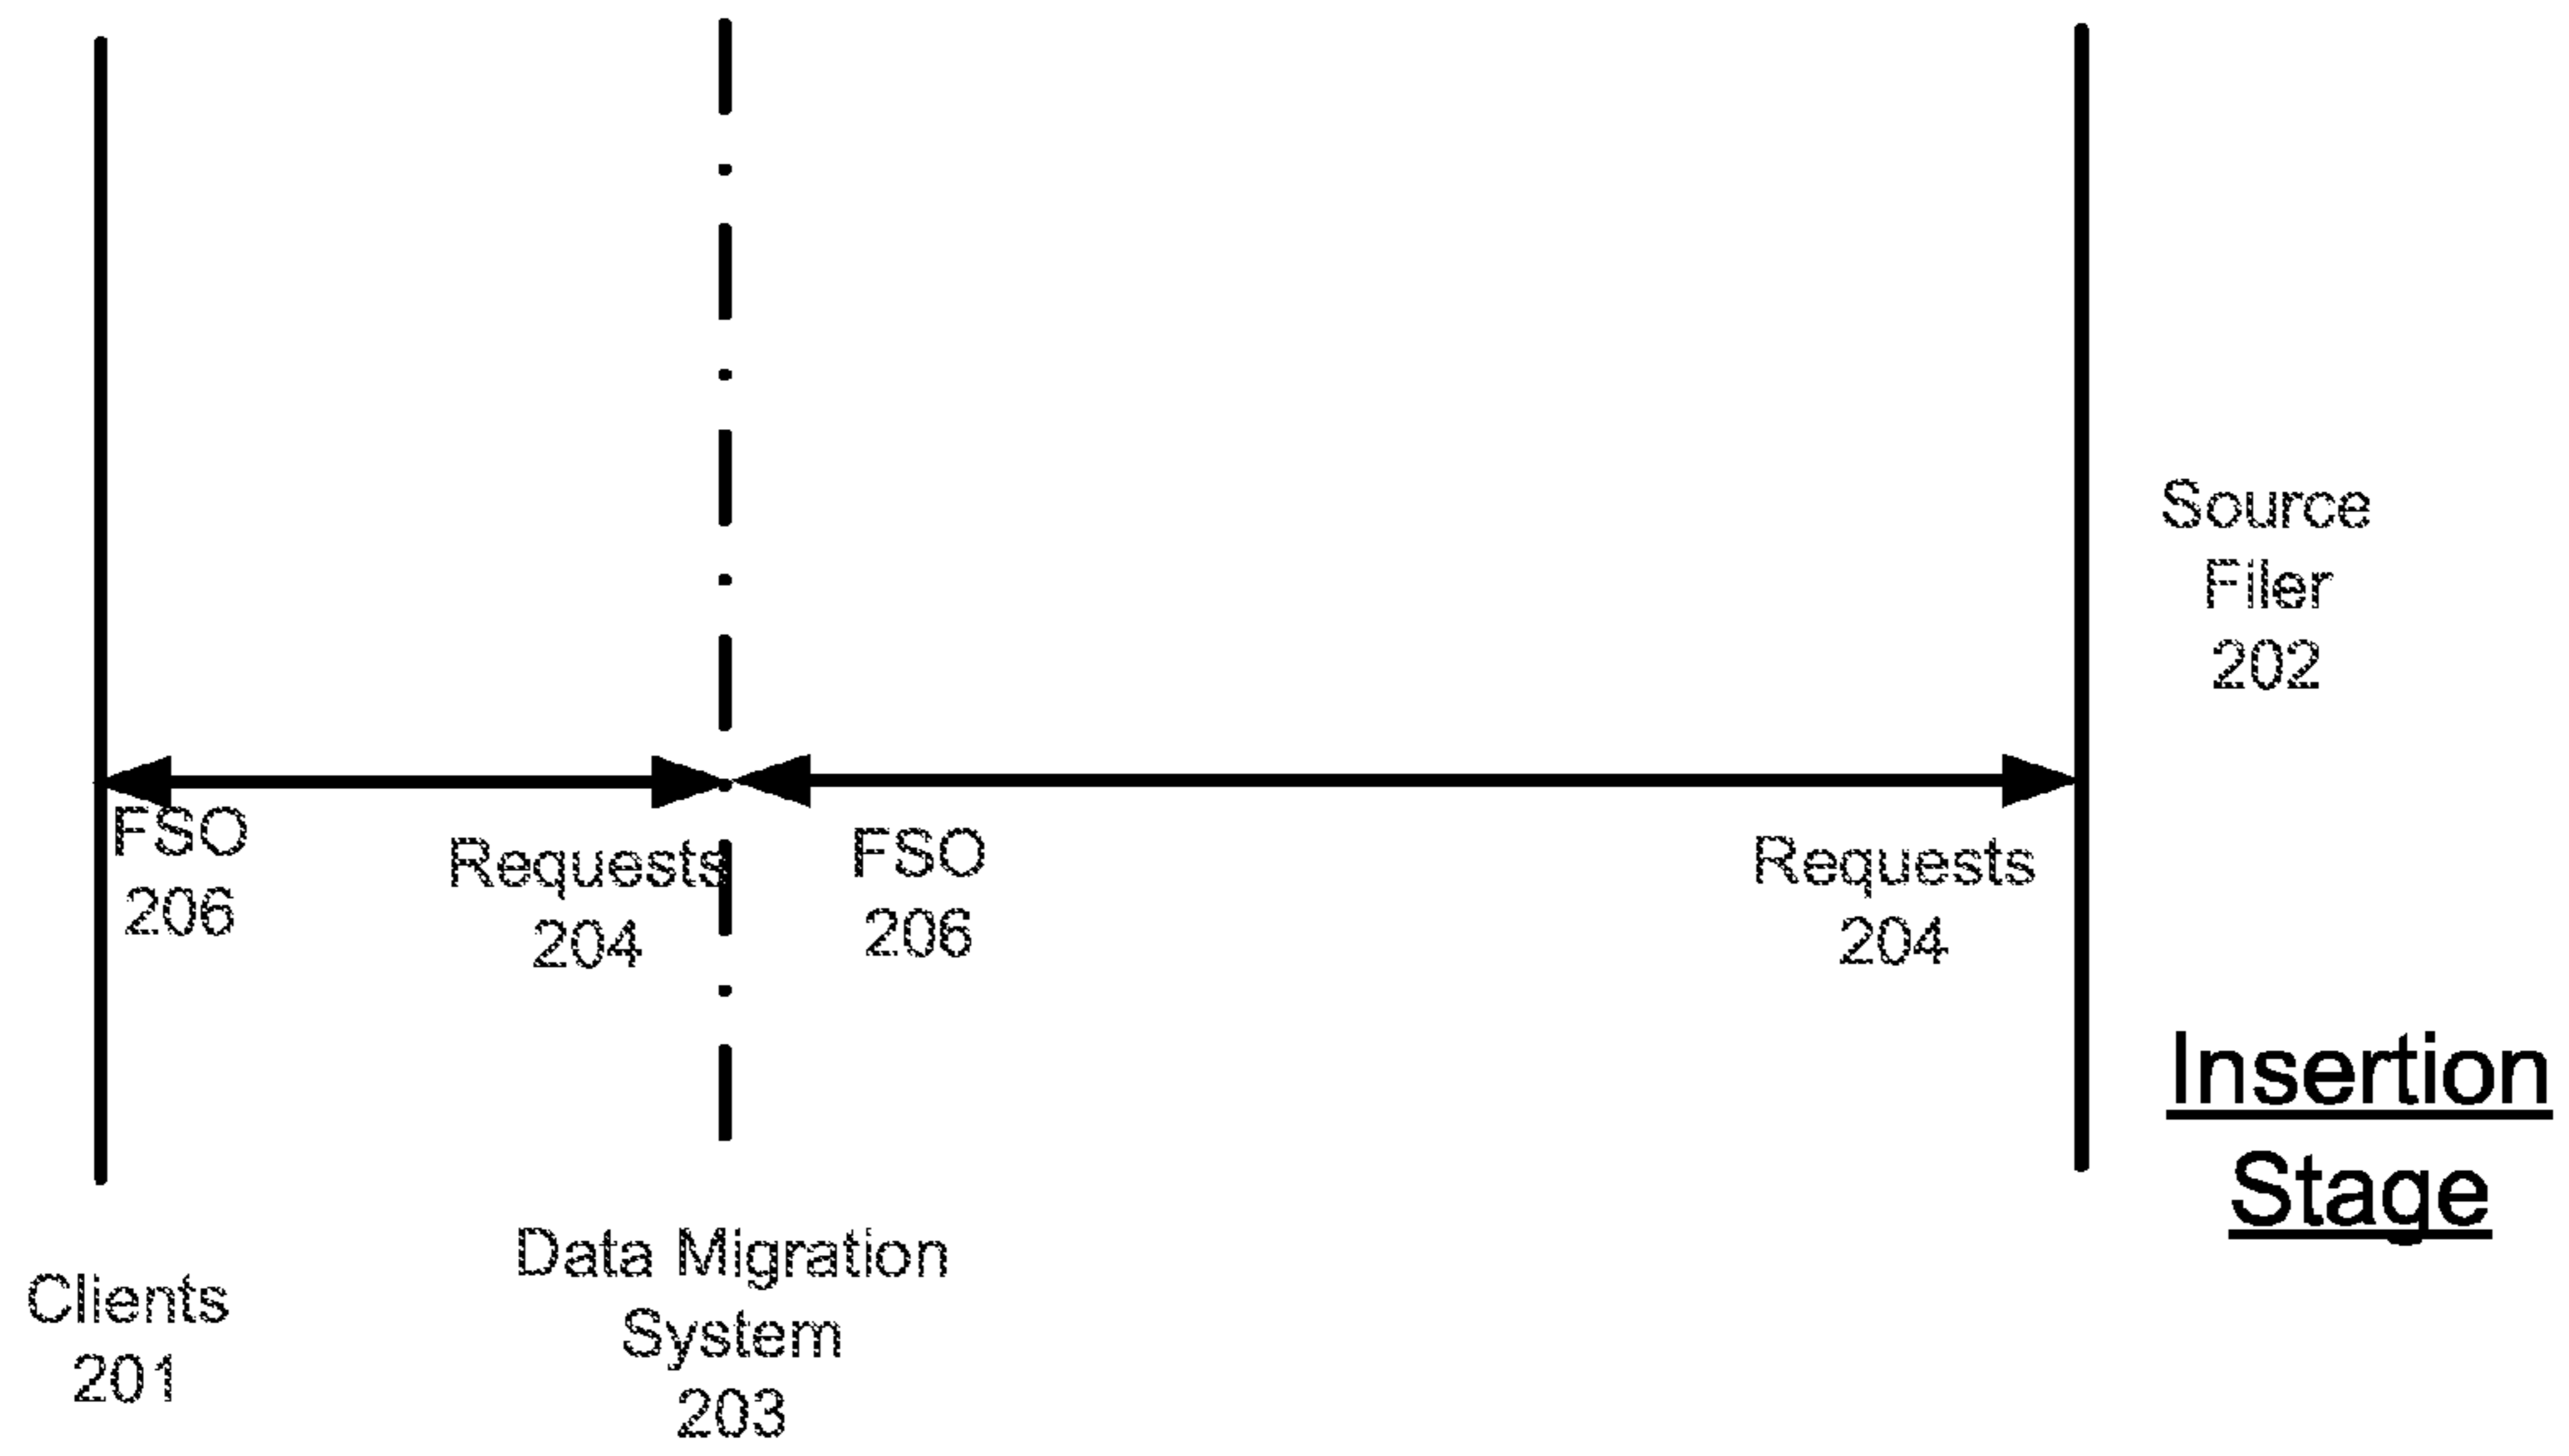 Source
Filer
202
FSO
206
Requests
204
FSO
206
Requests
204
Insertion
Stage
Clients
201
Data Migration
System
203